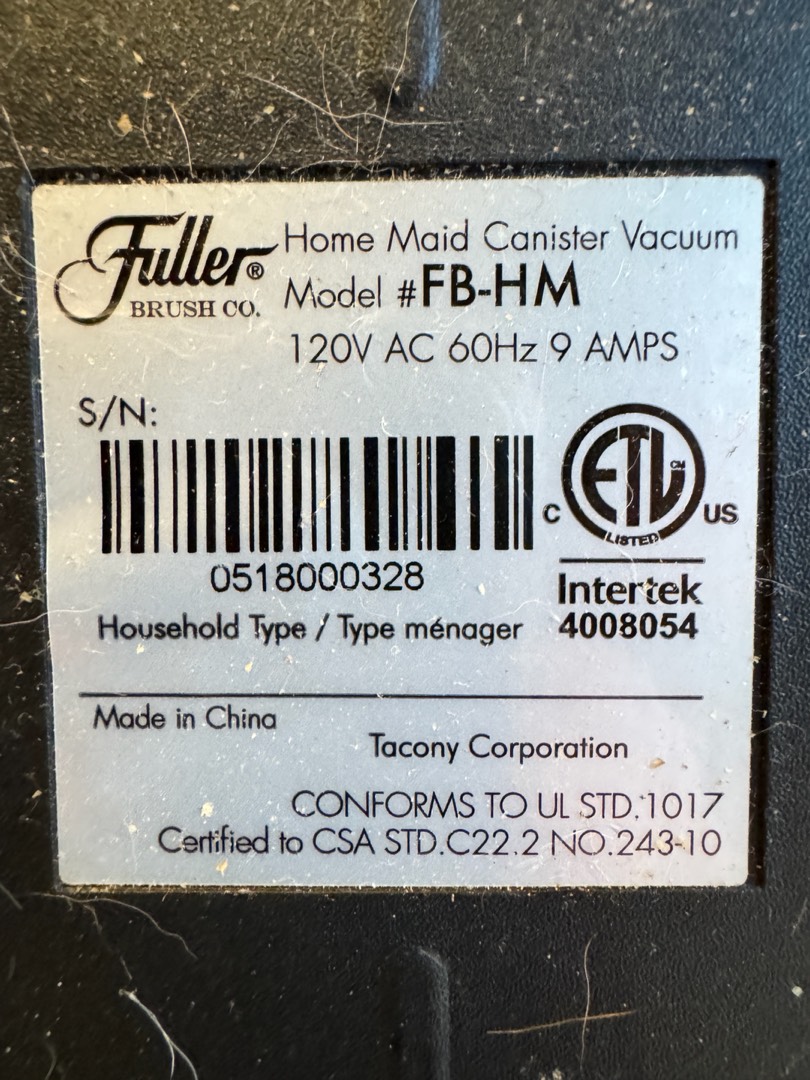 Fuller®
BRUSH CO.
Home Maid Canister Vacuum
Model #FB-HM
120V AC 60Hz 9 AMPS
S/N:
0518000328
Household Type / Type ménager
ETL CM
LISTED
C US
Intertek
4008054
Made in China
Tacony Corporation
CONFORMS TO UL STD.1017
Certified to CSA STD.C22.2 NO.243-10